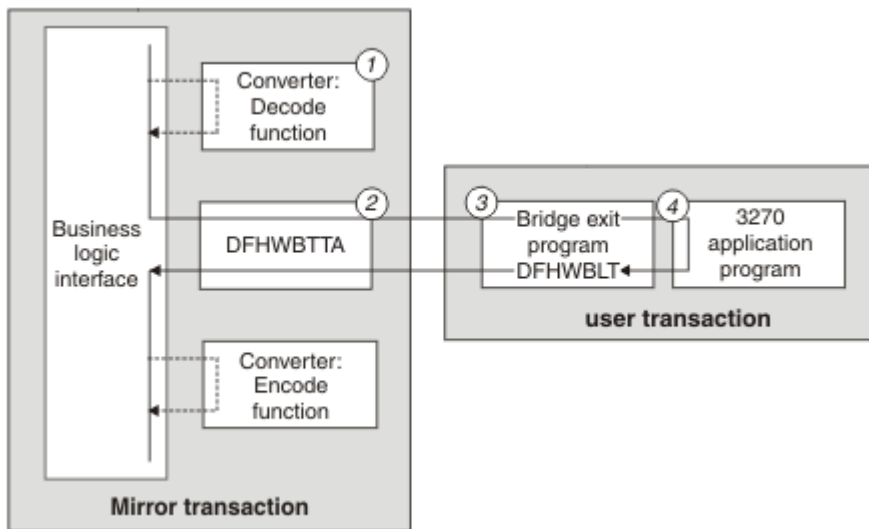 1
Converter:
Decode
function
2
DFHWBTTA
Business
logic
interface
3
Bridge exit
program
DFHWBLT
4
3270
application
program
user transaction
Converter:
Encode
function
Mirror transaction